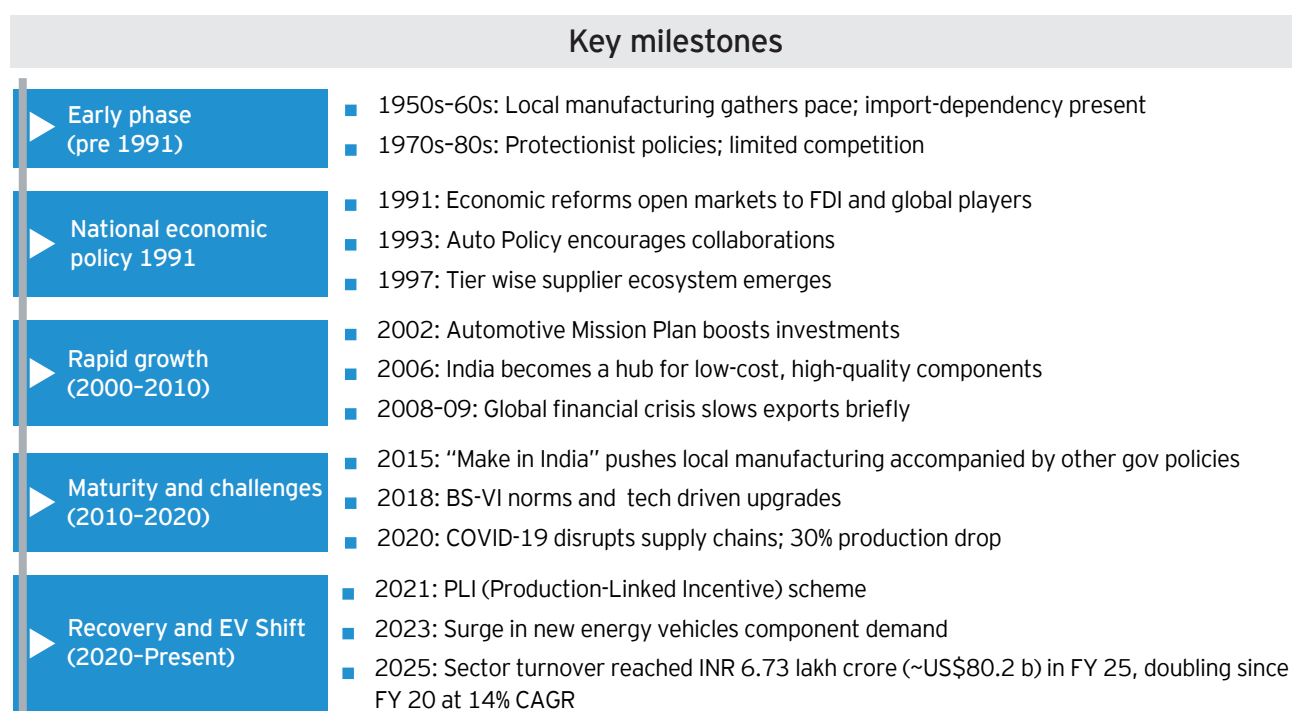 Key milestones
Early phase
(pre 1991)
1950s–60s: Local manufacturing gathers pace; import-dependency present
1970s–80s: Protectionist policies; limited competition
National economic
policy 1991
1991: Economic reforms open markets to FDI and global players
1993: Auto Policy encourages collaborations
1997: Tier wise supplier ecosystem emerges
Rapid growth
(2000–2010)
2002: Automotive Mission Plan boosts investments
2006: India becomes a hub for low-cost, high-quality components
2008–09: Global financial crisis slows exports briefly
Maturity and challenges
(2010–2020)
2015: “Make in India” pushes local manufacturing accompanied by other gov policies
2018: BS-VI norms and tech driven upgrades
2020: COVID-19 disrupts supply chains; 30% production drop
Recovery and EV Shift
(2020–Present)
2021: PLI (Production-Linked Incentive) scheme
2023: Surge in new energy vehicles component demand
2025: Sector turnover reached INR 6.73 lakh crore (~US$80.2 b) in FY 25, doubling since
FY 20 at 14% CAGR